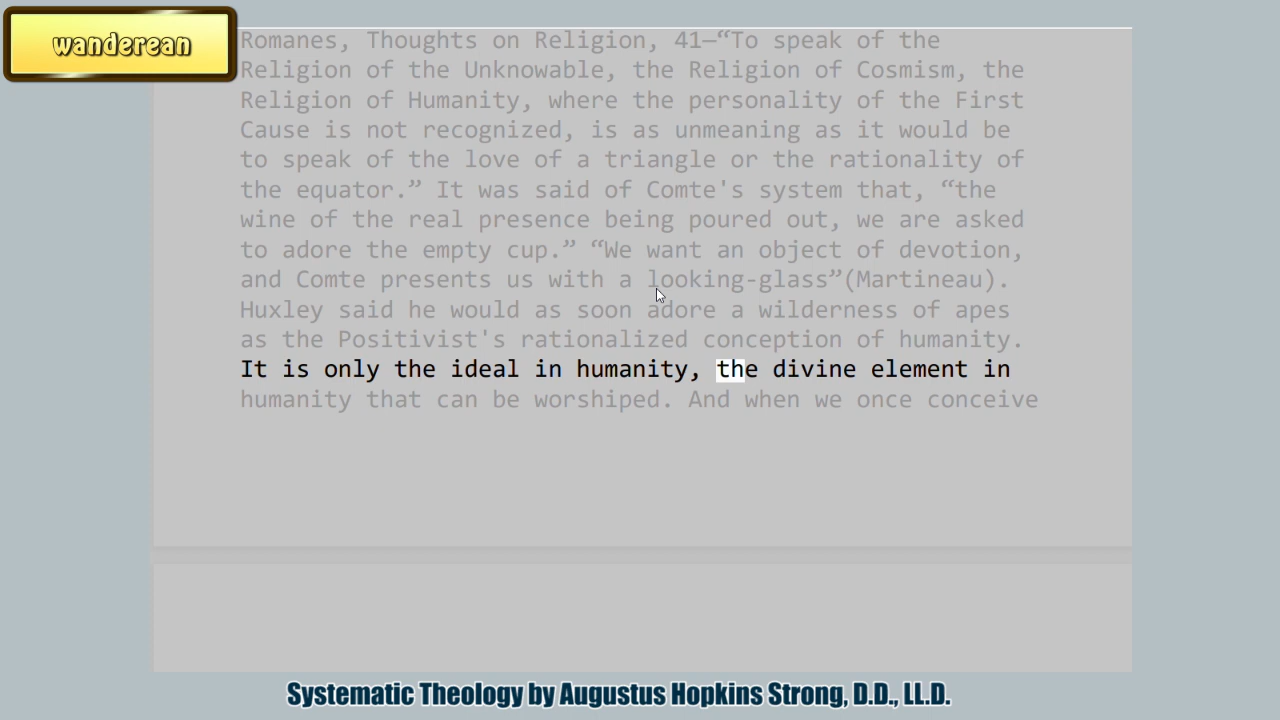 wanderean
Romanes, Thoughts on Religion, 41—“To speak of the
Religion of the Unknowable, the Religion of Cosmism, the
Religion of Humanity, where the personality of the First
Cause is not recognized, is as unmeaning as it would be
to speak of the love of a triangle or the rationality of
the equator.” It was said of Comte's system that, “the
wine of the real presence being poured out, we are asked
to adore the empty cup.” “We want an object of devotion,
and Comte presents us with a looking-glass”(Martineau).
Huxley said he would as soon adore a wilderness of apes
as the Positivist's rationalized conception of humanity.
It is only the ideal in humanity, the divine element in
humanity that can be worshiped. And when we once conceive
Systematic Theology by Augustus Hopkins Strong, D.D., LL.D.